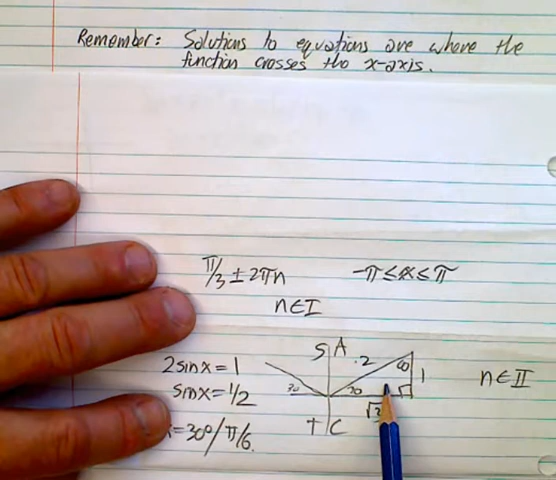 Remember: Solutions to equations are where the
function crosses the x-axis.
π/3 ± 2πn
-π≤x≤π
n∈I
S A
T C
2
60
1
30
30
2sinx=1
sinx=1/2
=30°/π/6.
n∈II